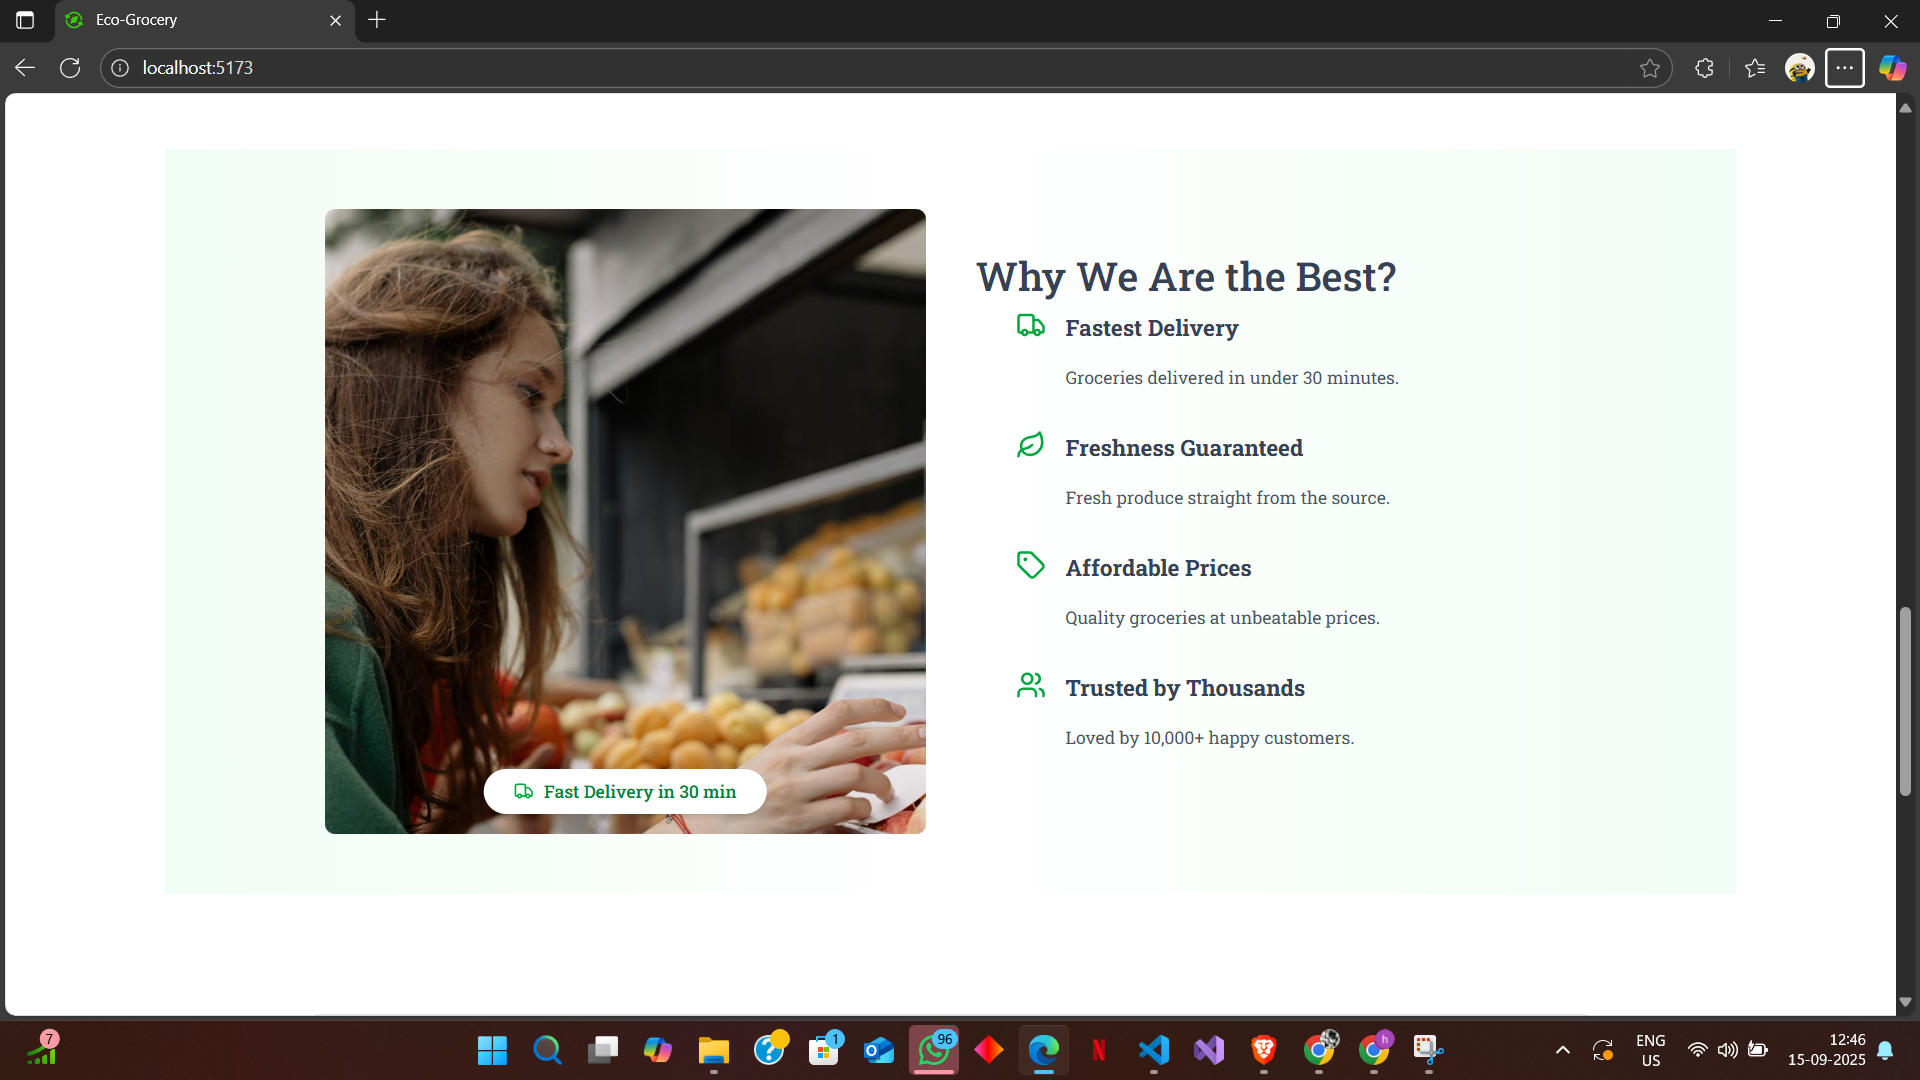 Eco-Grocery
localhost:5173
Why We Are the Best?
Fastest Delivery
Groceries delivered in under 30 minutes.
Freshness Guaranteed
Fresh produce straight from the source.
Affordable Prices
Quality groceries at unbeatable prices.
Trusted by Thousands
Loved by 10,000+ happy customers.
Fast Delivery in 30 min
7
1
96
h
ENG
US
12:46
15-09-2025